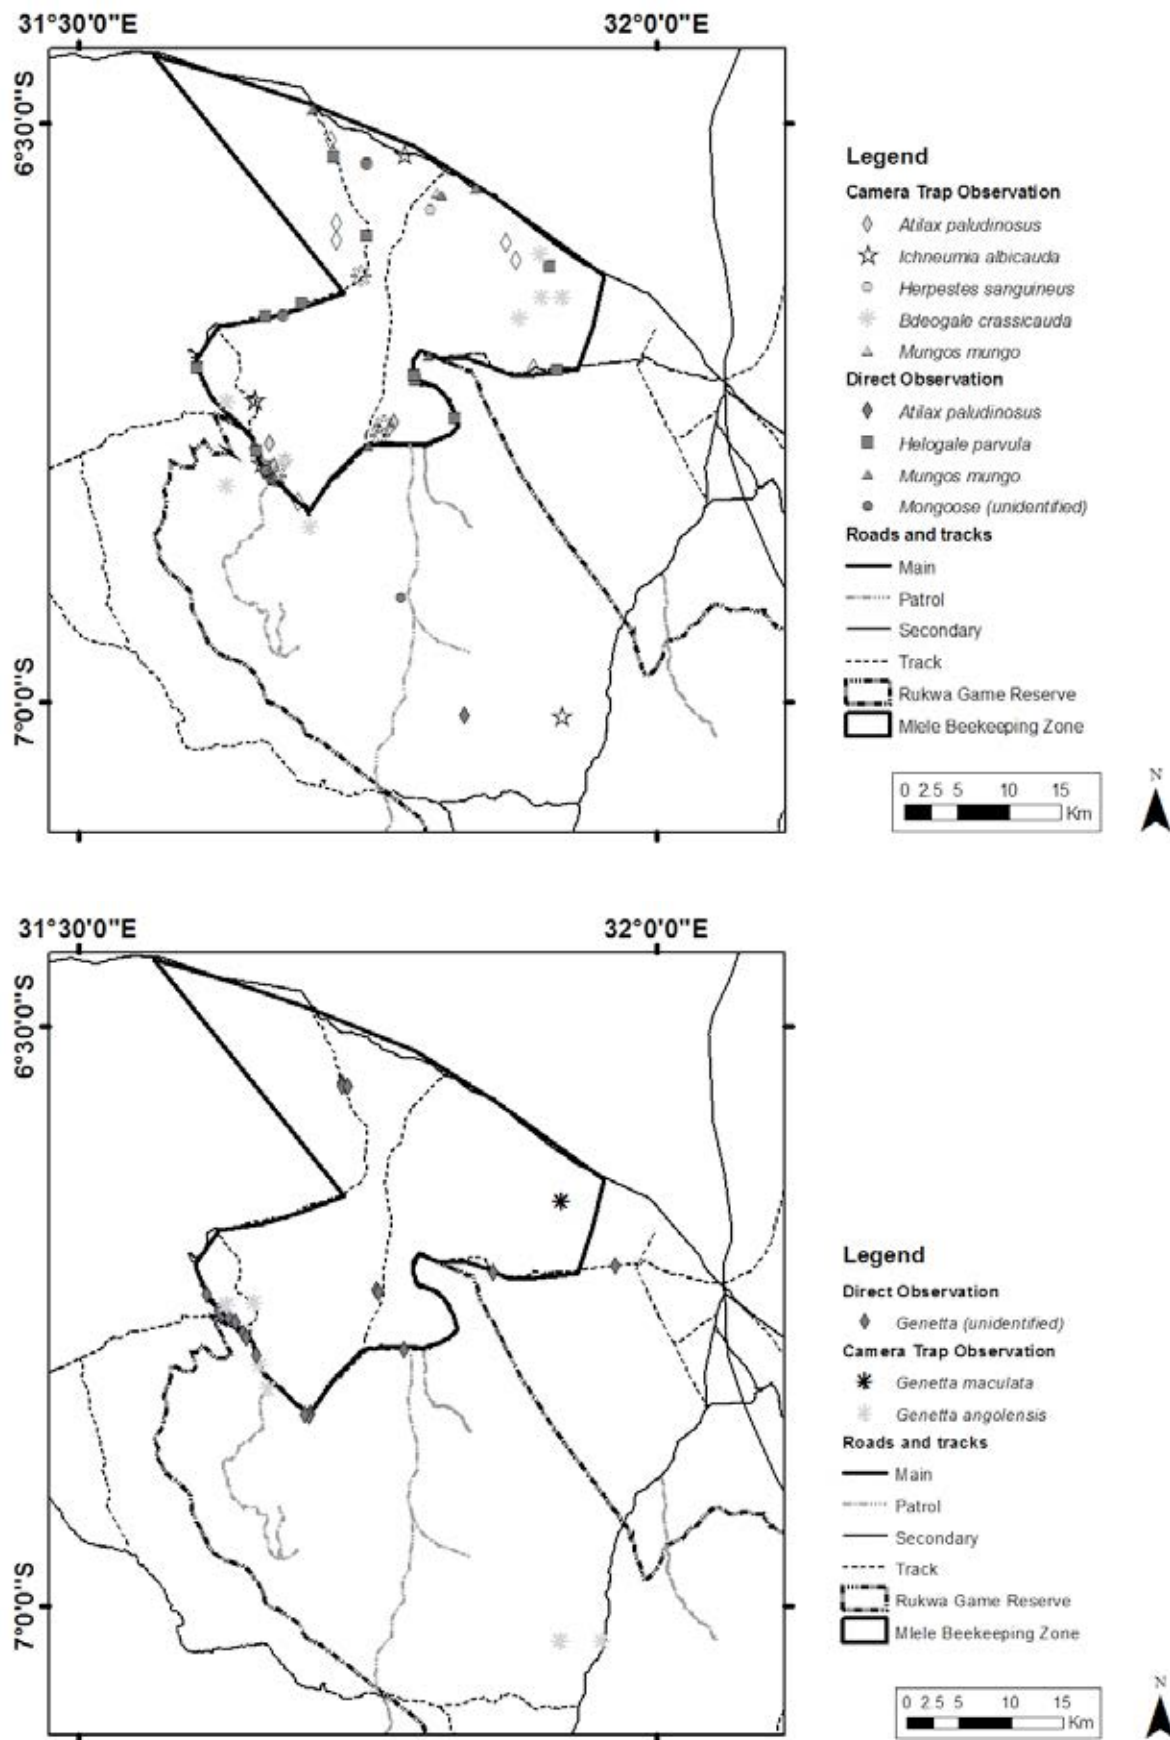 31°30'0"E 32°0'0"E
6°30'0"S
7°0'0"S
Legend
Camera Trap Observation
Atilax paludinosus
Ichneumia albicauda
Herpestes sanguineus
Bdeogale crassicauda
Mungos mungo
Direct Observation
Atilax paludinosus
Helogale parvula
Mungos mungo
Mongoose (unidentified)
Roads and tracks
Main
Patrol
Secondary
Track
Rukwa Game Reserve
Mlele Beekeeping Zone
0 2.5 5 10 15
Km
N
31°30'0"E 32°0'0"E
6°30'0"S
7°0'0"S
Legend
Direct Observation
Genetta (unidentified)
Camera Trap Observation
Genetta maculata
Genetta angolensis
Roads and tracks
Main
Patrol
Secondary
Track
Rukwa Game Reserve
Mlele Beekeeping Zone
0 2.5 5 10 15
Km
N